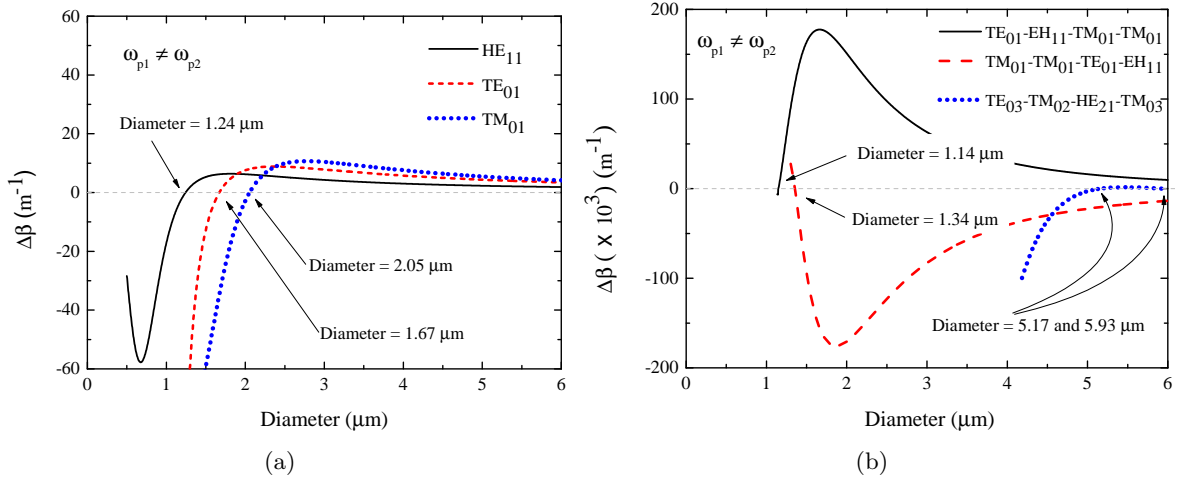 60
40
20
0
-20
-40
-60
0 1 2 3 4 5 6
Δβ (m⁻¹)
Diameter (μm)
ω_p1 ≠ ω_p2
HE₁₁
TE₀₁
TM₀₁
Diameter = 1.24 μm
Diameter = 2.05 μm
Diameter = 1.67 μm
(a)
200
100
0
-100
-200
0 1 2 3 4 5 6
Δβ ( × 10³) (m⁻¹)
Diameter (μm)
ω_p1 ≠ ω_p2
TE₀₁-EH₁₁-TM₀₁-TM₀₁
TM₀₁-TM₀₁-TE₀₁-EH₁₁
TE₀₃-TM₀₂-HE₂₁-TM₀₃
Diameter = 1.14 μm
Diameter = 1.34 μm
Diameter = 5.17 and 5.93 μm
(b)